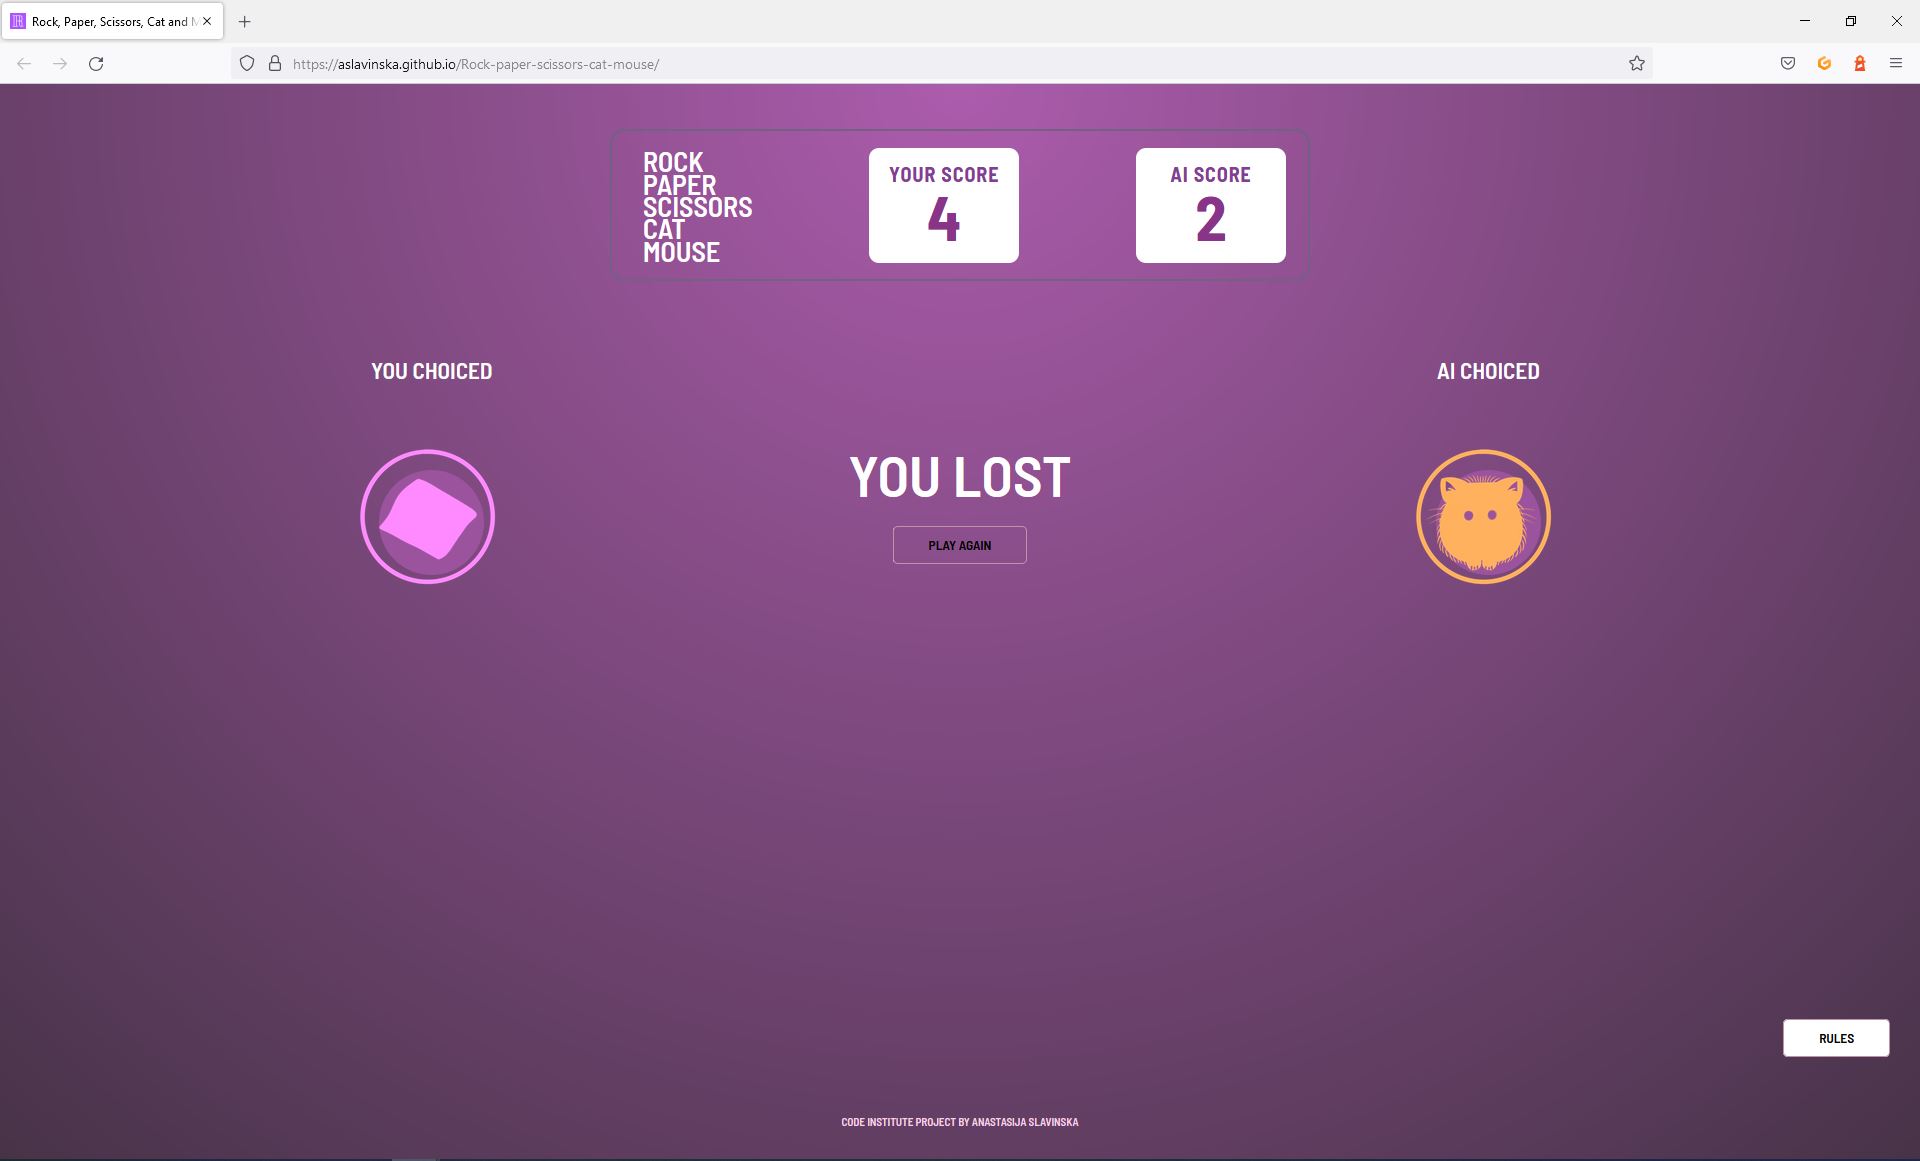 Rock, Paper, Scissors, Cat and M
https://aslavinska.github.io/Rock-paper-scissors-cat-mouse/
ROCK
PAPER
SCISSORS
CAT
MOUSE
YOUR SCORE
4
AI SCORE
2
YOU CHOICED
AI CHOICED
YOU LOST
PLAY AGAIN
RULES
CODE INSTITUTE PROJECT BY ANASTASIJA SLAVINSKA